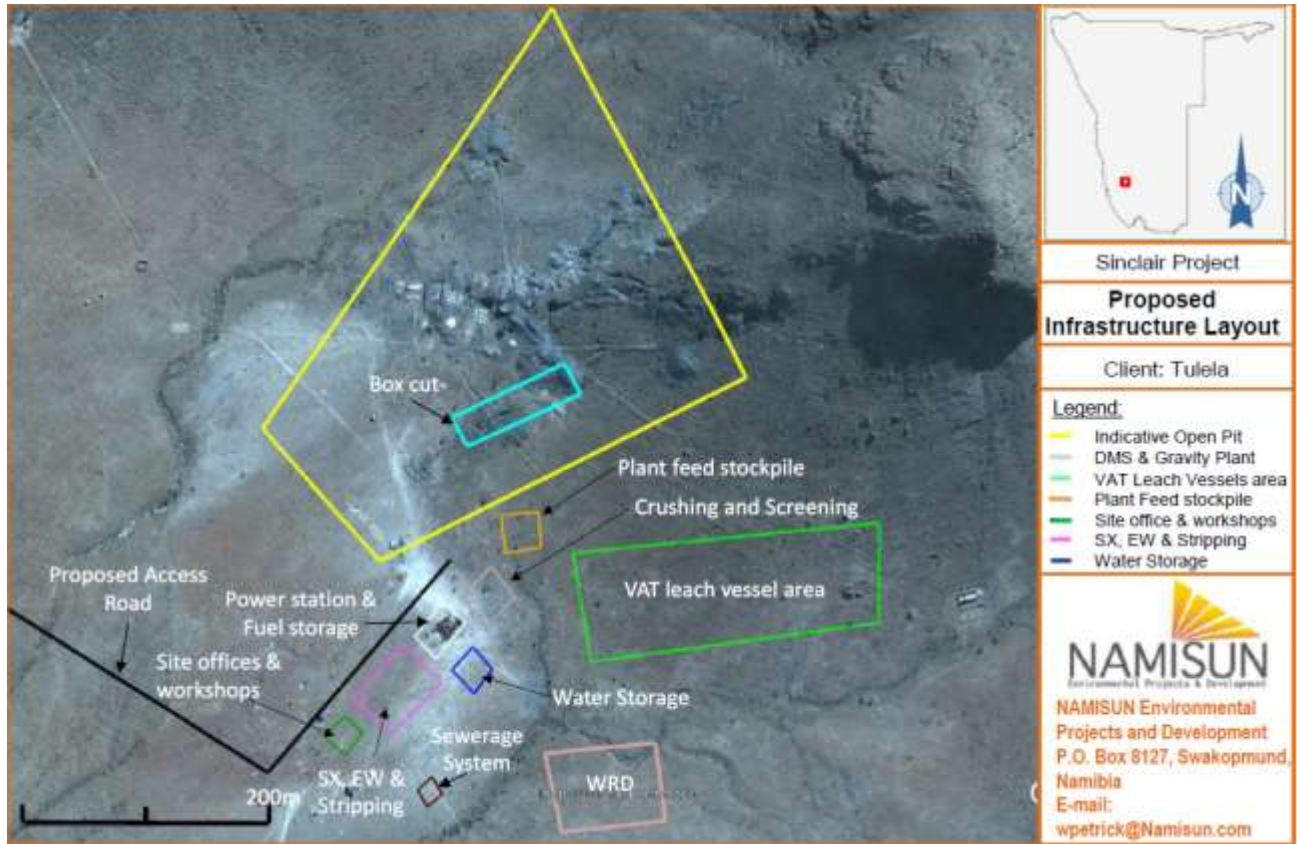 Box cut
Plant feed stockpile
Crushing and Screening
VAT leach vessel area
Proposed Access
Road
Power station &
Fuel storage
Site offices &
workshops
Water Storage
Sewerage
System
SX, EW &
Stripping
WRD
200m
N
Sinclair Project
Proposed
Infrastructure Layout
Client: Tulela
Legend:
Indicative Open Pit
DMS & Gravity Plant
VAT Leach Vessels area
Plant Feed stockpile
Site office & workshops
SX, EW & Stripping
Water Storage
NAMISUN
Environmental Projects & Development
NAMISUN Environmental
Projects and Development
P.O. Box 8127, Swakopmund,
Namibia
E-mail:
wpetrick@Namisun.com